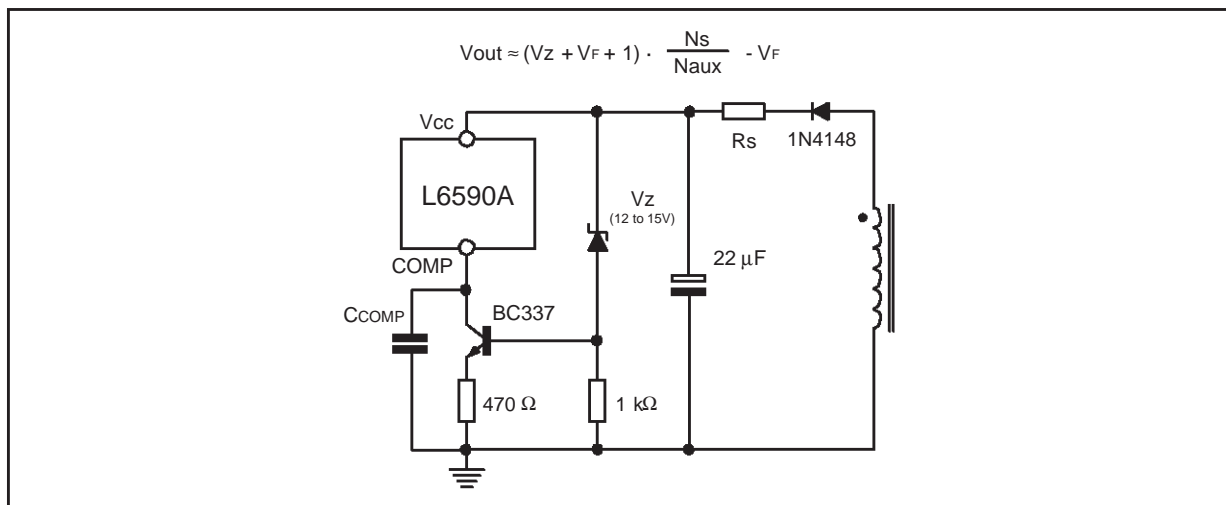 Vout ≈ (Vz + VF + 1) · Ns/Naux - VF
Vcc
Rs
1N4148
L6590A
Vz
(12 to 15V)
COMP
22 μF
CCOMP
BC337
470 Ω
1 kΩ